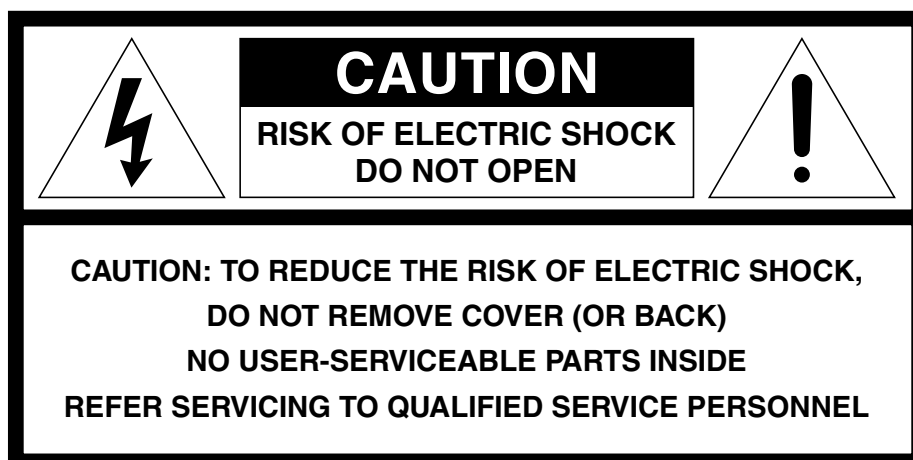 CAUTION
RISK OF ELECTRIC SHOCK
DO NOT OPEN
CAUTION: TO REDUCE THE RISK OF ELECTRIC SHOCK,
DO NOT REMOVE COVER (OR BACK)
NO USER-SERVICEABLE PARTS INSIDE
REFER SERVICING TO QUALIFIED SERVICE PERSONNEL